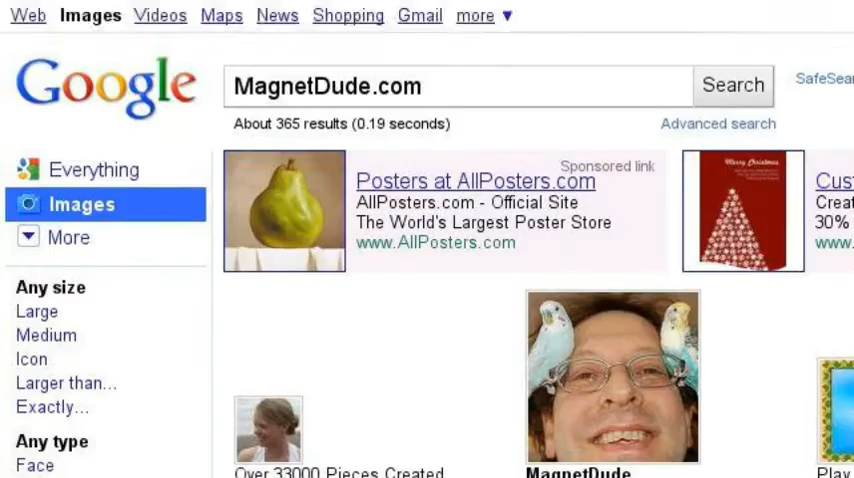 Web Images Videos Maps News Shopping Gmail more ▼
Google
MagnetDude.com Search
About 365 results (0.19 seconds) Advanced search
Everything
Images
More
Any size
Large
Medium
Icon
Larger than...
Exactly...
Any type
Face
Sponsored link
Posters at AllPosters.com
AllPosters.com - Official Site
The World's Largest Poster Store
www.AllPosters.com
Merry Christmas
30%
www.
Over 33000 Pieces Created
MagnetDude
Play